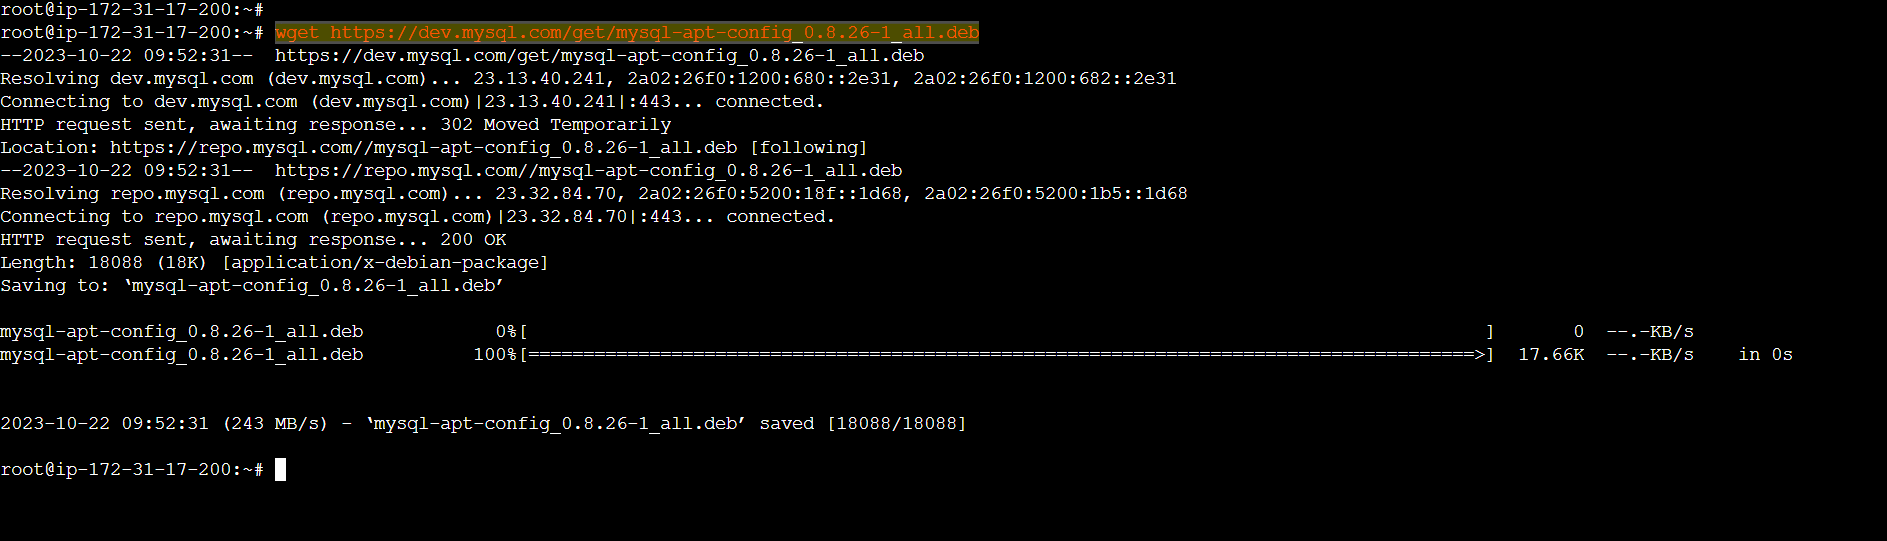 root@ip-172-31-17-200:~#
root@ip-172-31-17-200:~# wget https://dev.mysql.com/get/mysql-apt-config_0.8.26-1_all.deb
--2023-10-22 09:52:31--  https://dev.mysql.com/get/mysql-apt-config_0.8.26-1_all.deb
Resolving dev.mysql.com (dev.mysql.com)... 23.13.40.241, 2a02:26f0:1200:680::2e31, 2a02:26f0:1200:682::2e31
Connecting to dev.mysql.com (dev.mysql.com)|23.13.40.241|:443... connected.
HTTP request sent, awaiting response... 302 Moved Temporarily
Location: https://repo.mysql.com//mysql-apt-config_0.8.26-1_all.deb [following]
--2023-10-22 09:52:31--  https://repo.mysql.com//mysql-apt-config_0.8.26-1_all.deb
Resolving repo.mysql.com (repo.mysql.com)... 23.32.84.70, 2a02:26f0:5200:18f::1d68, 2a02:26f0:5200:1b5::1d68
Connecting to repo.mysql.com (repo.mysql.com)|23.32.84.70|:443... connected.
HTTP request sent, awaiting response... 200 OK
Length: 18088 (18K) [application/x-debian-package]
Saving to: ‘mysql-apt-config_0.8.26-1_all.deb’
mysql-apt-config_0.8.26-1_all.deb            0%[                                                                                       ]       0  --.-KB/s
mysql-apt-config_0.8.26-1_all.deb          100%[======================================================================================>]  17.66K  --.-KB/s    in 0s
2023-10-22 09:52:31 (243 MB/s) - ‘mysql-apt-config_0.8.26-1_all.deb’ saved [18088/18088]
root@ip-172-31-17-200:~#